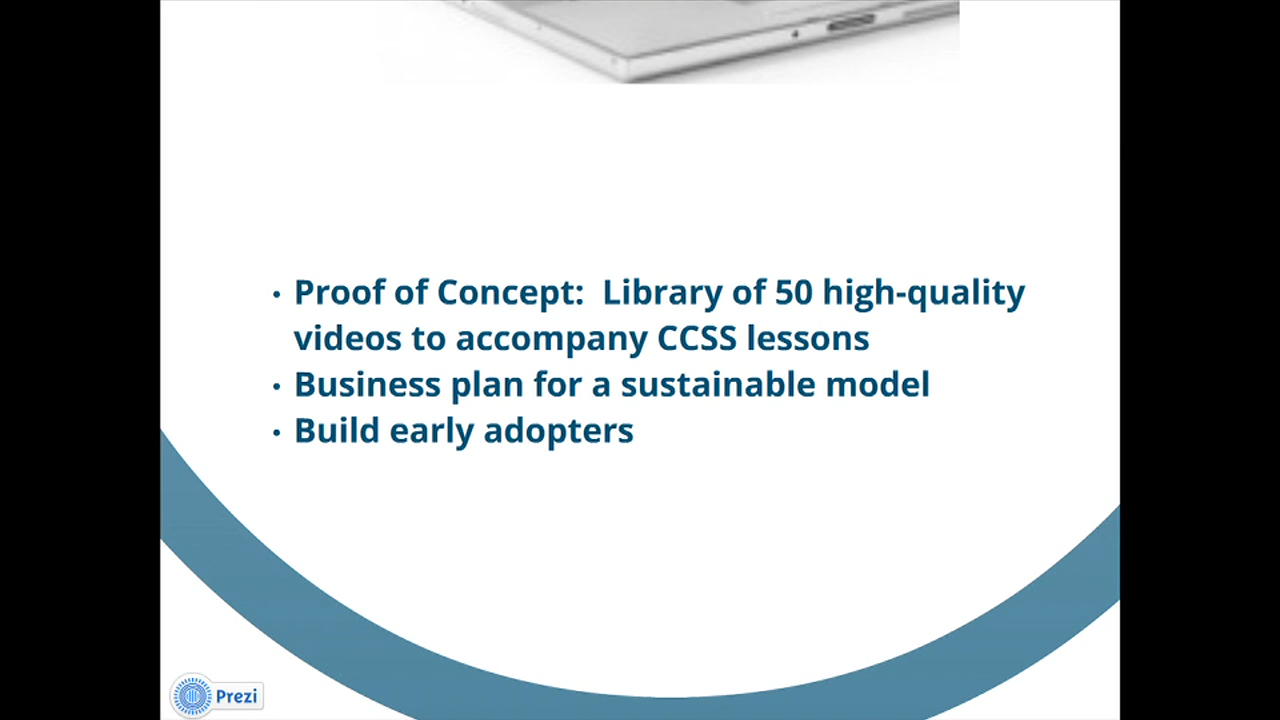 • Proof of Concept:  Library of 50 high-quality
videos to accompany CCSS lessons
• Business plan for a sustainable model
• Build early adopters
Prezi